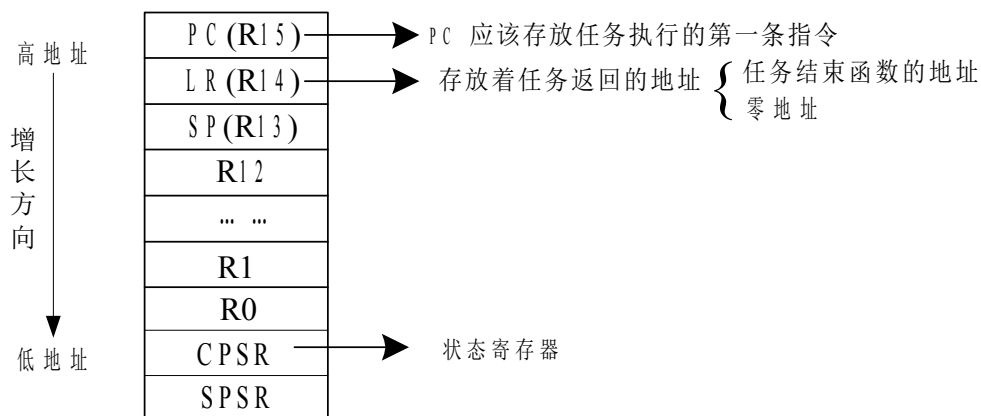 PC(R15) PC 应该存放任务执行的第一条指令
高地址
LR(R14) 存放着任务返回的地址 { 任务结束函数的地址
零地址
SP(R13)
增长方向
R12
… …
R1
R0
低地址 CPSR 状态寄存器
SPSR